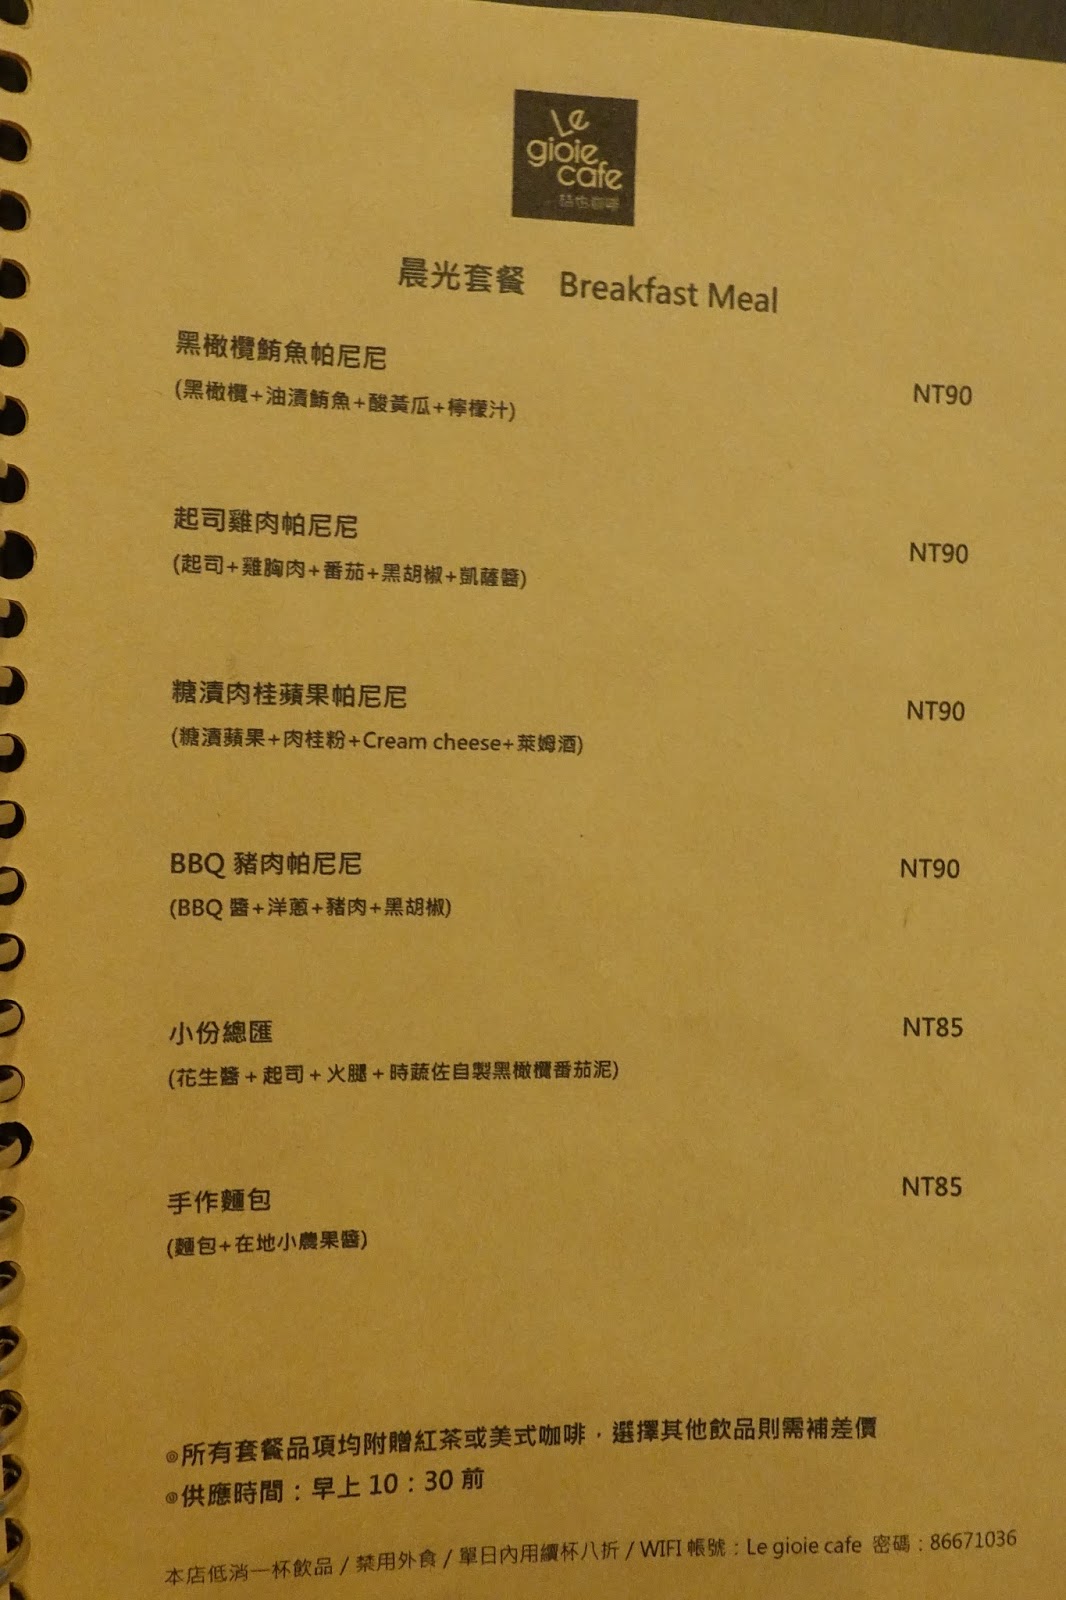 Le
gioie
cafe
喆也咖啡
晨光套餐 Breakfast Meal
黑橄欖鮪魚帕尼尼
(黑橄欖+油漬鮪魚+酸黃瓜+檸檬汁)
NT90
起司雞肉帕尼尼
(起司+雞胸肉+番茄+黑胡椒+凱薩醬)
NT90
糖漬肉桂蘋果帕尼尼
(糖漬蘋果+肉桂粉+Cream cheese+萊姆酒)
NT90
BBQ 豬肉帕尼尼
(BBQ 醬+洋蔥+豬肉+黑胡椒)
NT90
小份總匯
(花生醬+起司+火腿+時蔬佐自製黑橄欖番茄泥)
NT85
手作麵包
(麵包+在地小農果醬)
NT85
◎所有套餐品項均附贈紅茶或美式咖啡，選擇其他飲品則需補差價
◎供應時間：早上 10：30 前
本店低消一杯飲品 / 禁用外食 / 單日內用續杯八折 / WIFI 帳號：Le gioie cafe 密碼：86671036